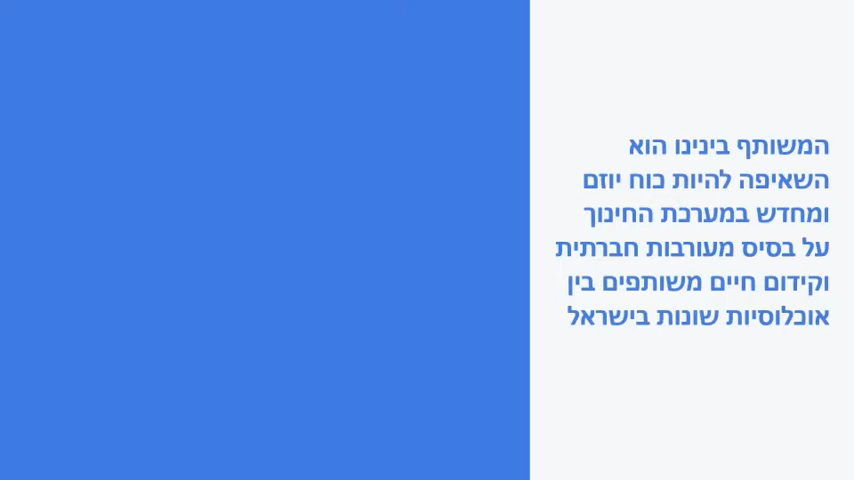 המשותף בינינו הוא
השאיפה להיות כוח יוזם
ומחדש במערכת החינוך
על בסיס מעורבות חברתית
וקידום חיים משותפים בין
אוכלוסיות שונות בישראל